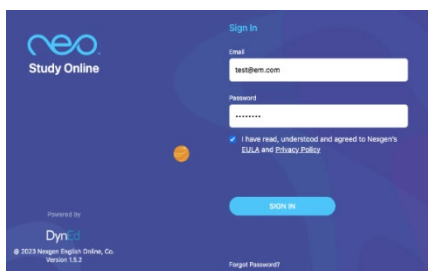 neo
Study Online
Powered by
DynEd
@ 2023 Nexgen English Online, Co.
Version 1.5.2
Sign In
Email
test@em.com
Password
••••••••
I have read, understood and agreed to Nexgen's
EULA and Privacy Policy
SIGN IN
Forgot Password?